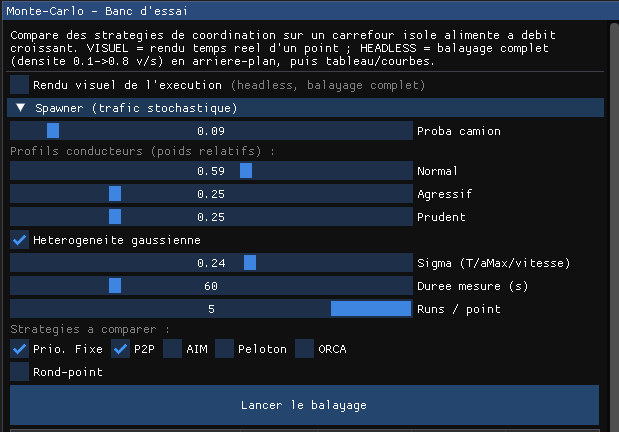 Monte-Carlo - Banc d'essai
Compare des strategies de coordination sur un carrefour isole alimente a debit
croissant. VISUEL = rendu temps reel d'un point ; HEADLESS = balayage complet
(densite 0.1->0.8 v/s) en arriere-plan, puis tableau/courbes.
Rendu visuel de l'execution (headless, balayage complet)
Spawner (trafic stochastique)
0.09 Proba camion
Profils conducteurs (poids relatifs) :
0.59 Normal
0.25 Agressif
0.25 Prudent
Heterogeneite gaussienne
0.24 Sigma (T/aMax/vitesse)
60 Duree mesure (s)
5 Runs / point
Strategies a comparer :
Prio. Fixe P2P AIM Peloton ORCA
Rond-point
Lancer le balayage